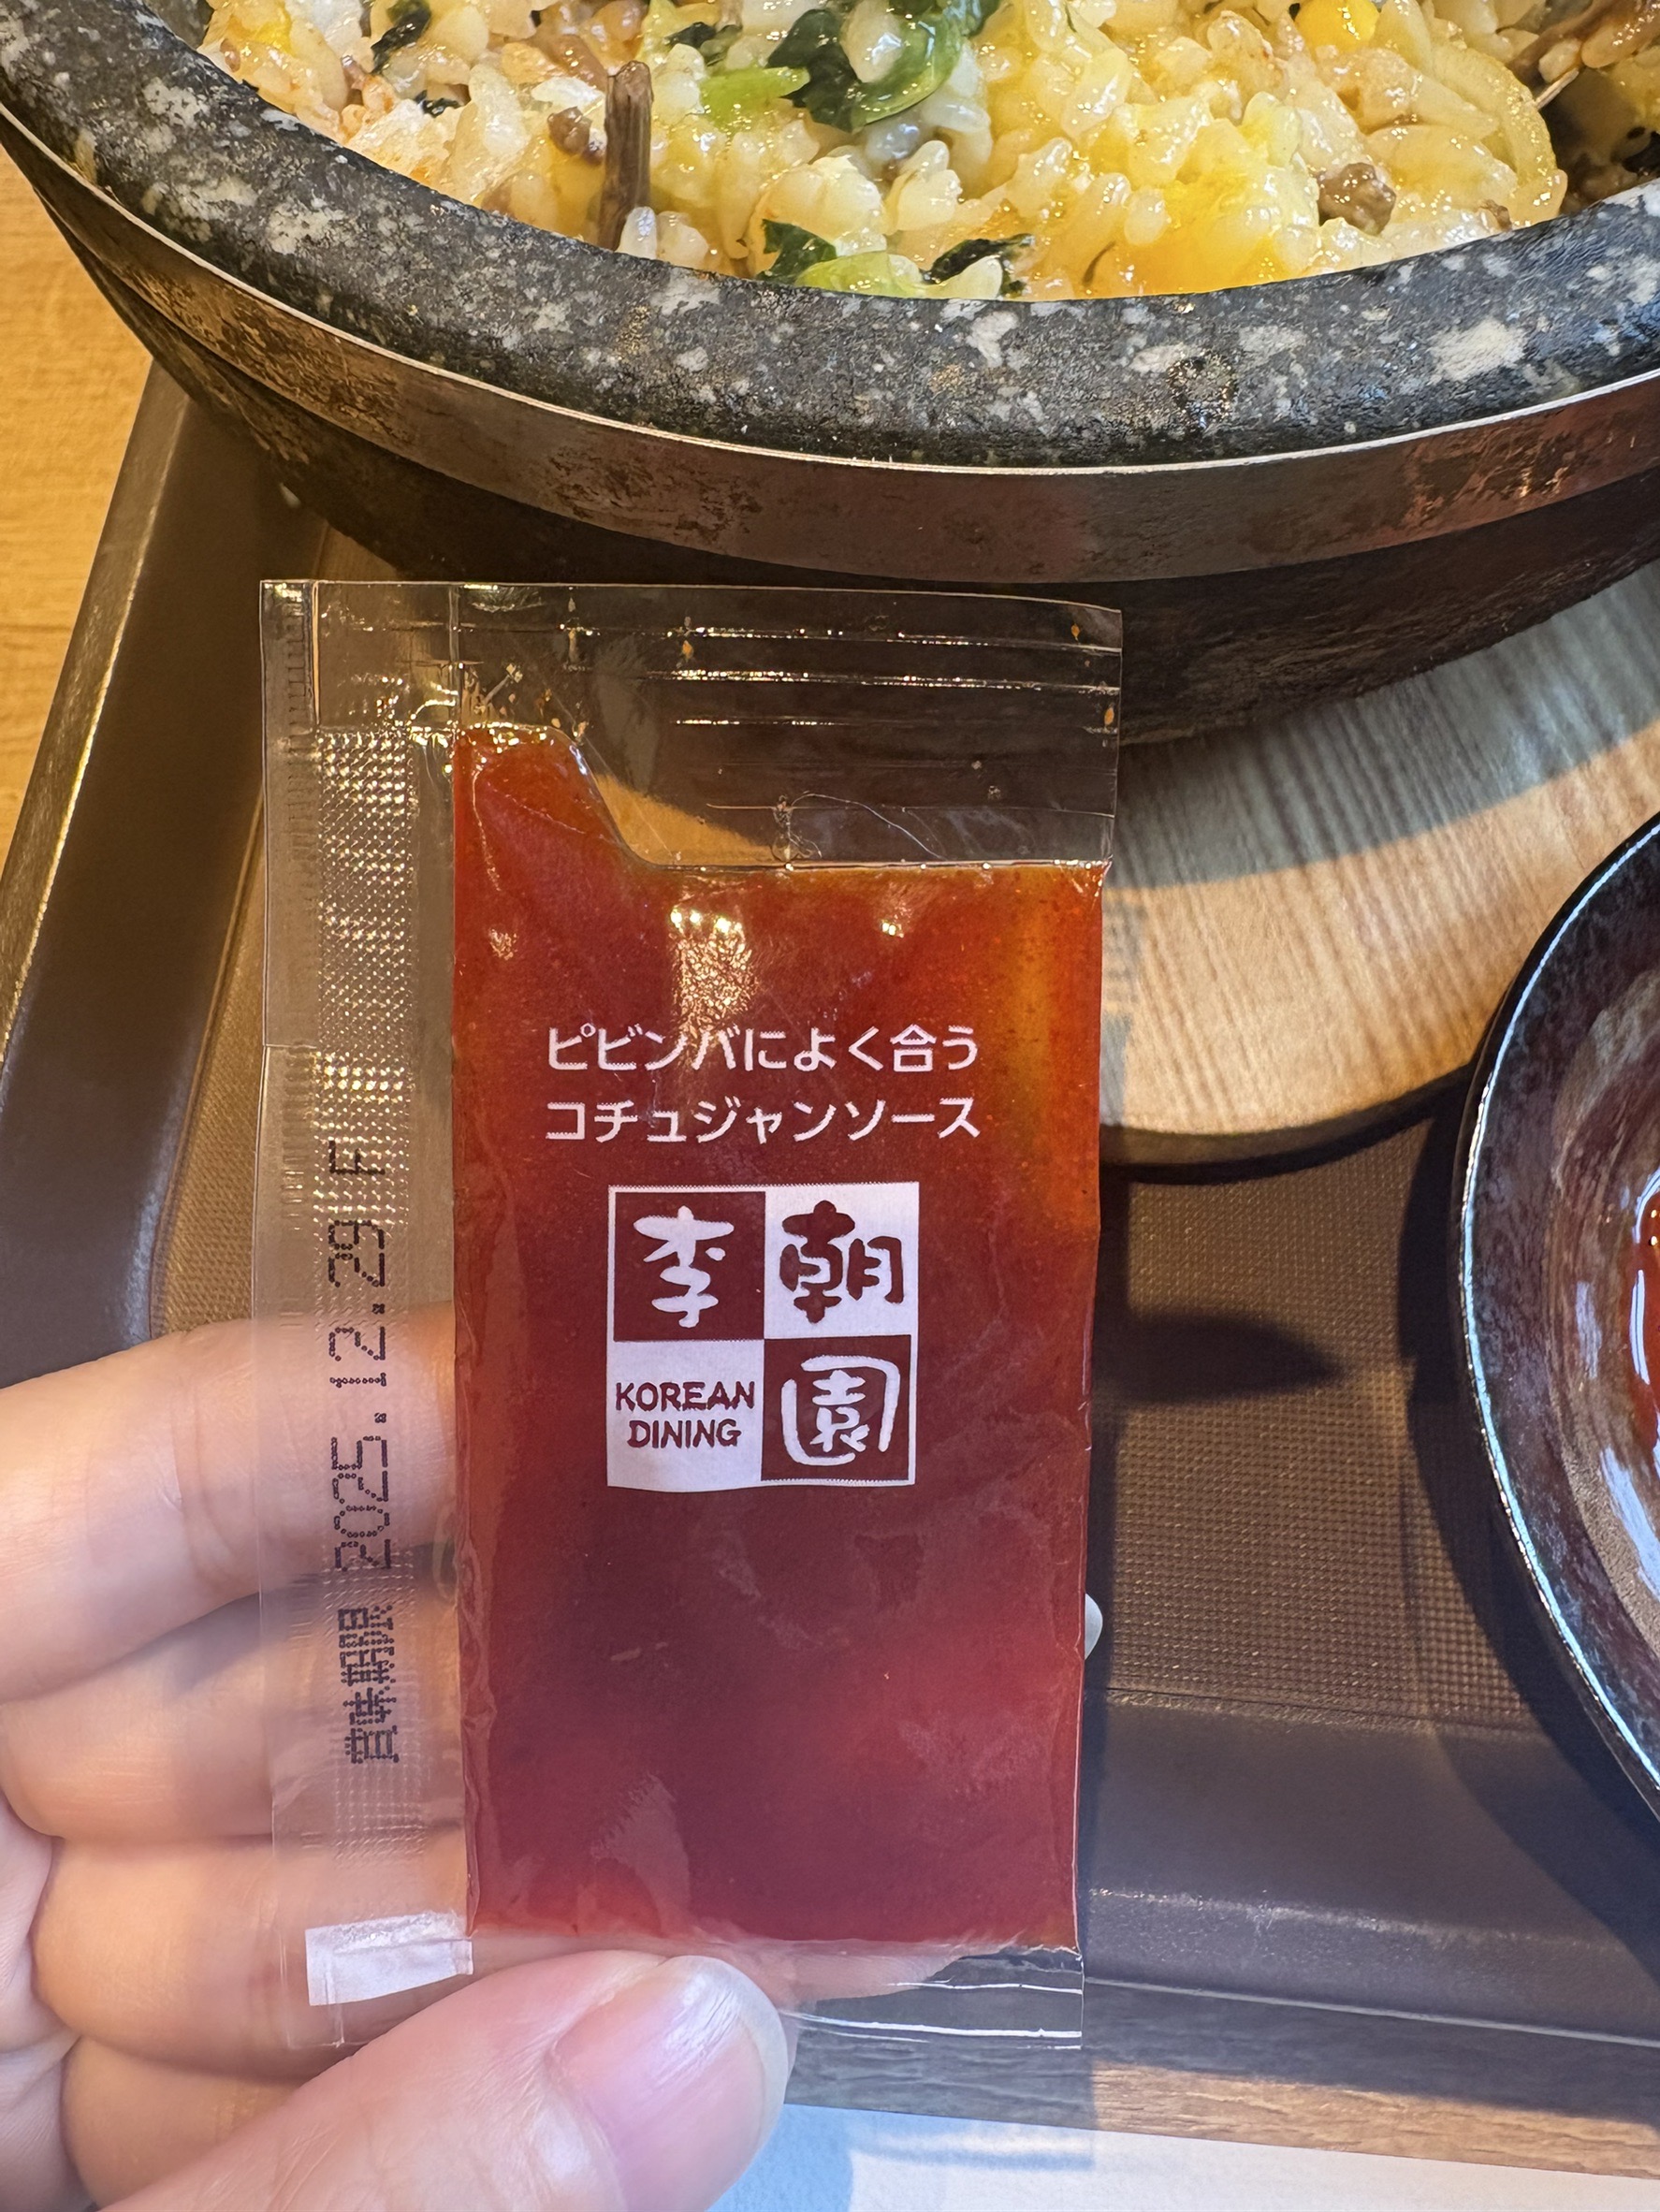 ピビンバによく合う
コチュジャンソース
李朝園
KOREAN
DINING
賞味期限 2025.12.29 F